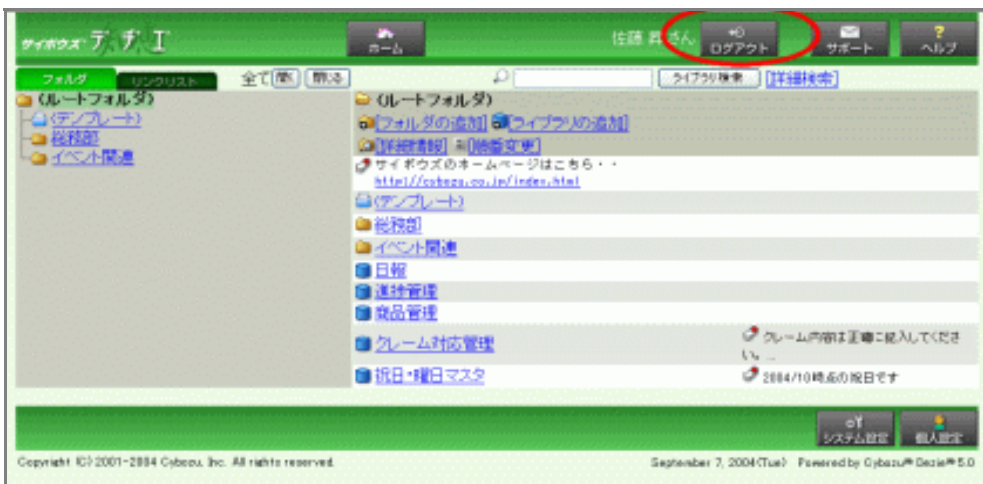 サイボウズ デヂエ
ホーム
佐藤 昇さん
ログアウト
サポート
ヘルプ
フォルダ
リンクリスト
全て 開く 閉じる
ライブラリ検索
[詳細検索]
(ルートフォルダ)
(テンプレート)
総務部
イベント関連
(ルートフォルダ)
[フォルダの追加] [ライブラリの追加]
[詳細情報] [順番変更]
サイボウズのホームページはこちら・・
http://cybozu.co.jp/index.html
(テンプレート)
総務部
イベント関連
日報
進捗管理
商品管理
クレーム対応管理
クレーム内容は正確に記入してくださ
い。...
祝日・曜日マスタ
2004/10時点の祝日です
システム設定
個人設定
Copyright (C) 2001-2004 Cybozu, Inc. All rights reserved.
September 7, 2004(Tue) Powered by Cybozu® Dezie® 5.0